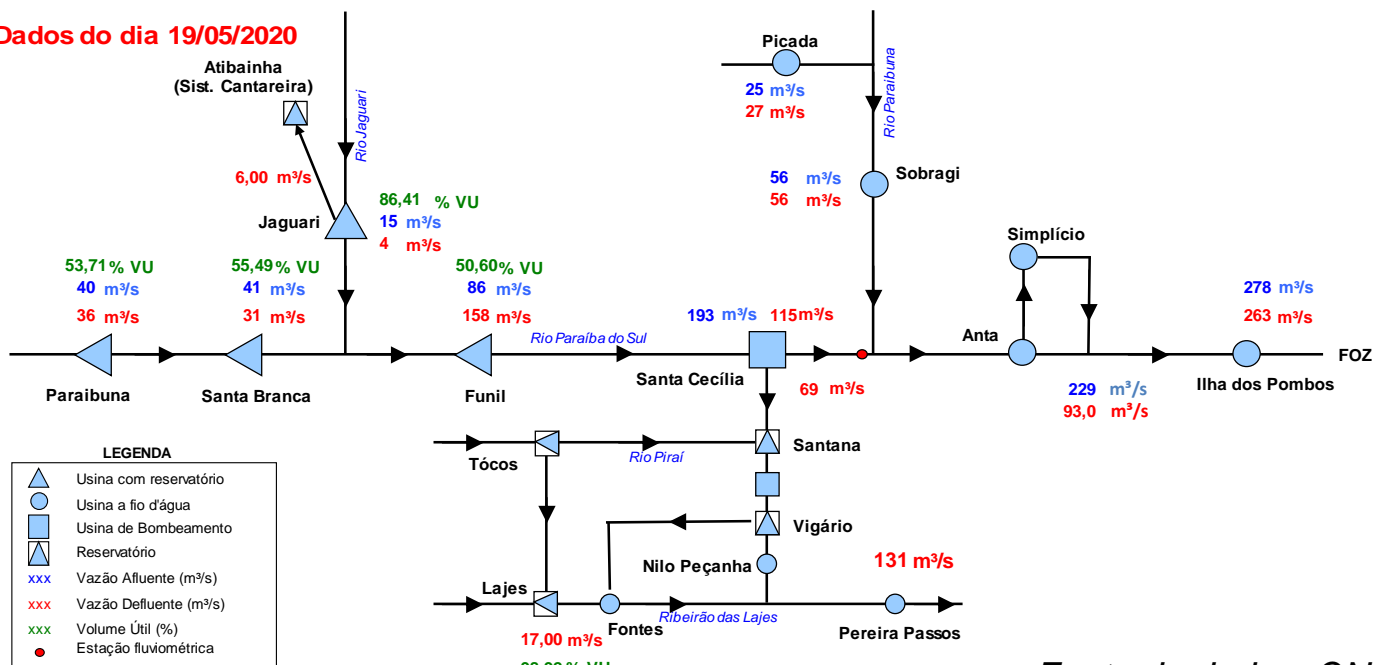 Dados do dia 19/05/2020
Atibainha
(Sist. Cantareira)
Rio Jaguari
6,00 m³/s
Jaguari
86,41 % VU
15 m³/s
4 m³/s
Picada
25 m³/s
27 m³/s
Rio Paraibuna
56 m³/s
56 m³/s
Sobragi
Simplício
53,71 % VU
40 m³/s
36 m³/s
55,49 % VU
41 m³/s
31 m³/s
50,60 % VU
86 m³/s
158 m³/s
Rio Paraíba do Sul
193 m³/s 115 m³/s
278 m³/s
263 m³/s
Anta
FOZ
Paraibuna
Santa Branca
Funil
Santa Cecília
69 m³/s
229 m³/s
93,0 m³/s
Ilha dos Pombos
Tócos
Rio Piraí
Santana
Vigário
Nilo Peçanha
131 m³/s
Lajes
Fontes
Ribeirão das Lajes
Pereira Passos
17,00 m³/s
LEGENDA
Usina com reservatório
Usina a fio d'água
Usina de Bombeamento
Reservatório
xxx Vazão Afluente (m³/s)
xxx Vazão Defluente (m³/s)
xxx Volume Útil (%)
Estação fluviométrica